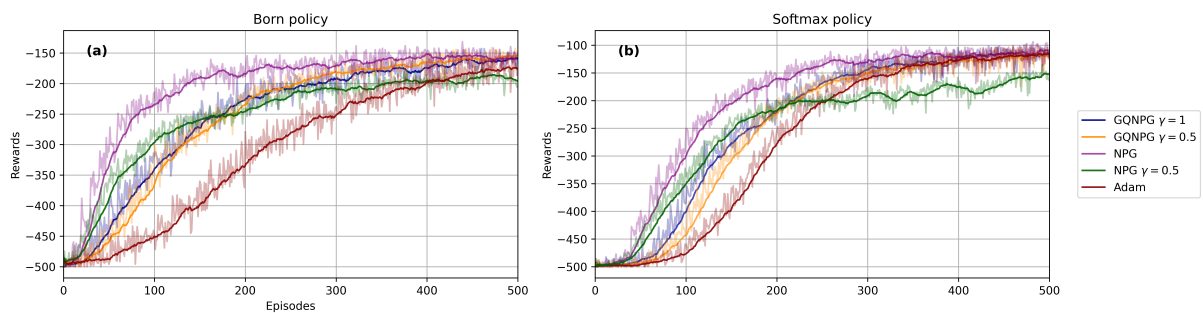 Born policy
(a)
Rewards
−150
−200
−250
−300
−350
−400
−450
−500
0 100 200 300 400 500
Episodes
Softmax policy
(b)
Rewards
−100
−150
−200
−250
−300
−350
−400
−450
−500
0 100 200 300 400 500
GQNPG γ = 1
GQNPG γ = 0.5
NPG
NPG γ = 0.5
Adam